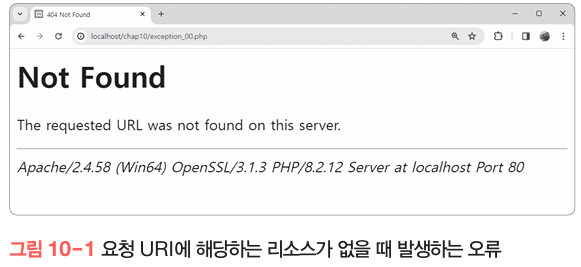 404 Not Found
localhost/chap10/exception_00.php
Not Found
The requested URL was not found on this server.
Apache/2.4.58 (Win64) OpenSSL/3.1.3 PHP/8.2.12 Server at localhost Port 80
그림 10-1 요청 URI에 해당하는 리소스가 없을 때 발생하는 오류